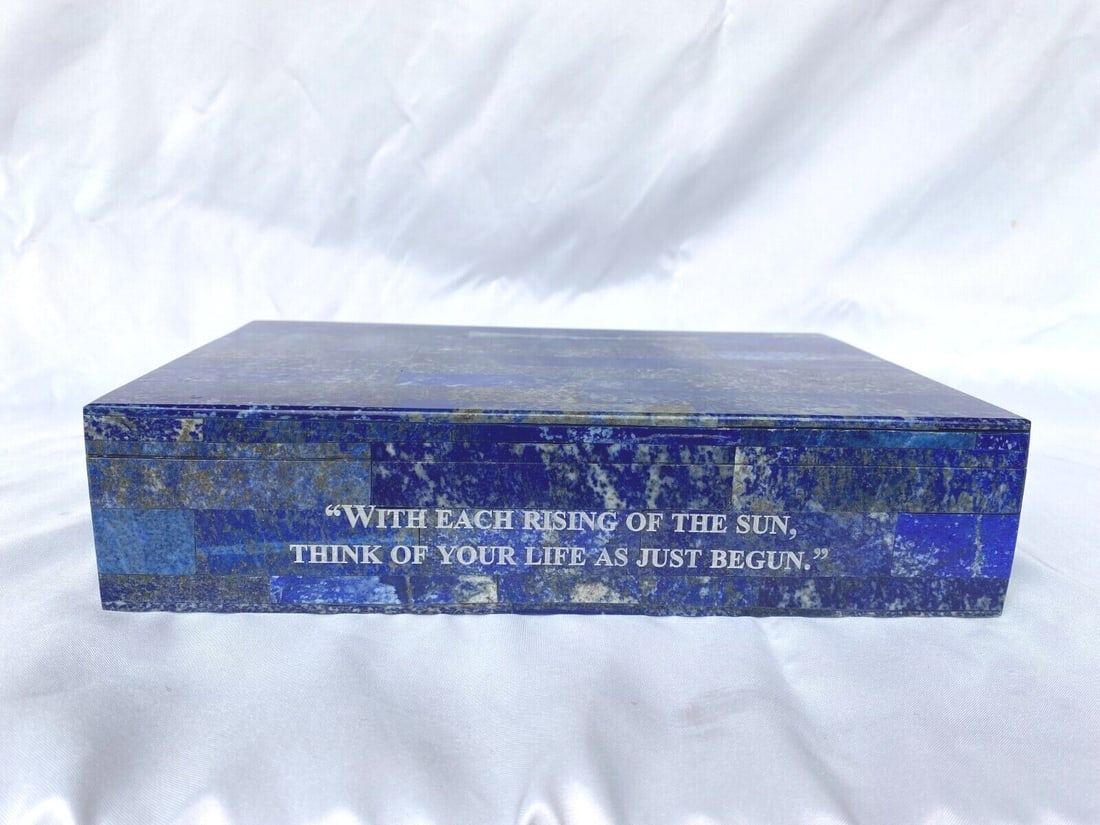 “WITH EACH RISING OF THE SUN,
THINK OF YOUR LIFE AS JUST BEGUN.”